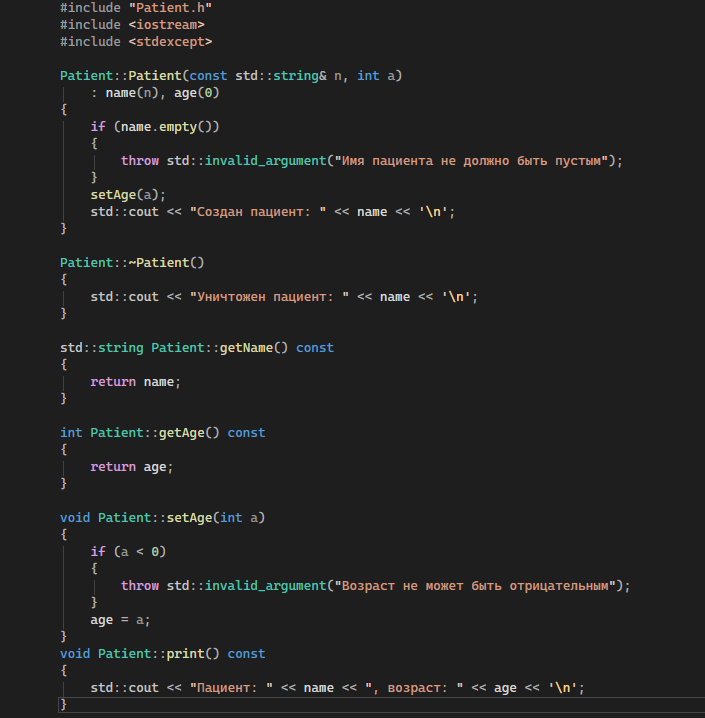 #include "Patient.h"
#include <iostream>
#include <stdexcept>
Patient::Patient(const std::string& n, int a)
: name(n), age(0)
{
if (name.empty())
{
throw std::invalid_argument("Имя пациента не должно быть пустым");
}
setAge(a);
std::cout << "Создан пациент: " << name << '\n';
}
Patient::~Patient()
{
std::cout << "Уничтожен пациент: " << name << '\n';
}
std::string Patient::getName() const
{
return name;
}
int Patient::getAge() const
{
return age;
}
void Patient::setAge(int a)
{
if (a < 0)
{
throw std::invalid_argument("Возраст не может быть отрицательным");
}
age = a;
}
void Patient::print() const
{
std::cout << "Пациент: " << name << ", возраст: " << age << '\n';
}